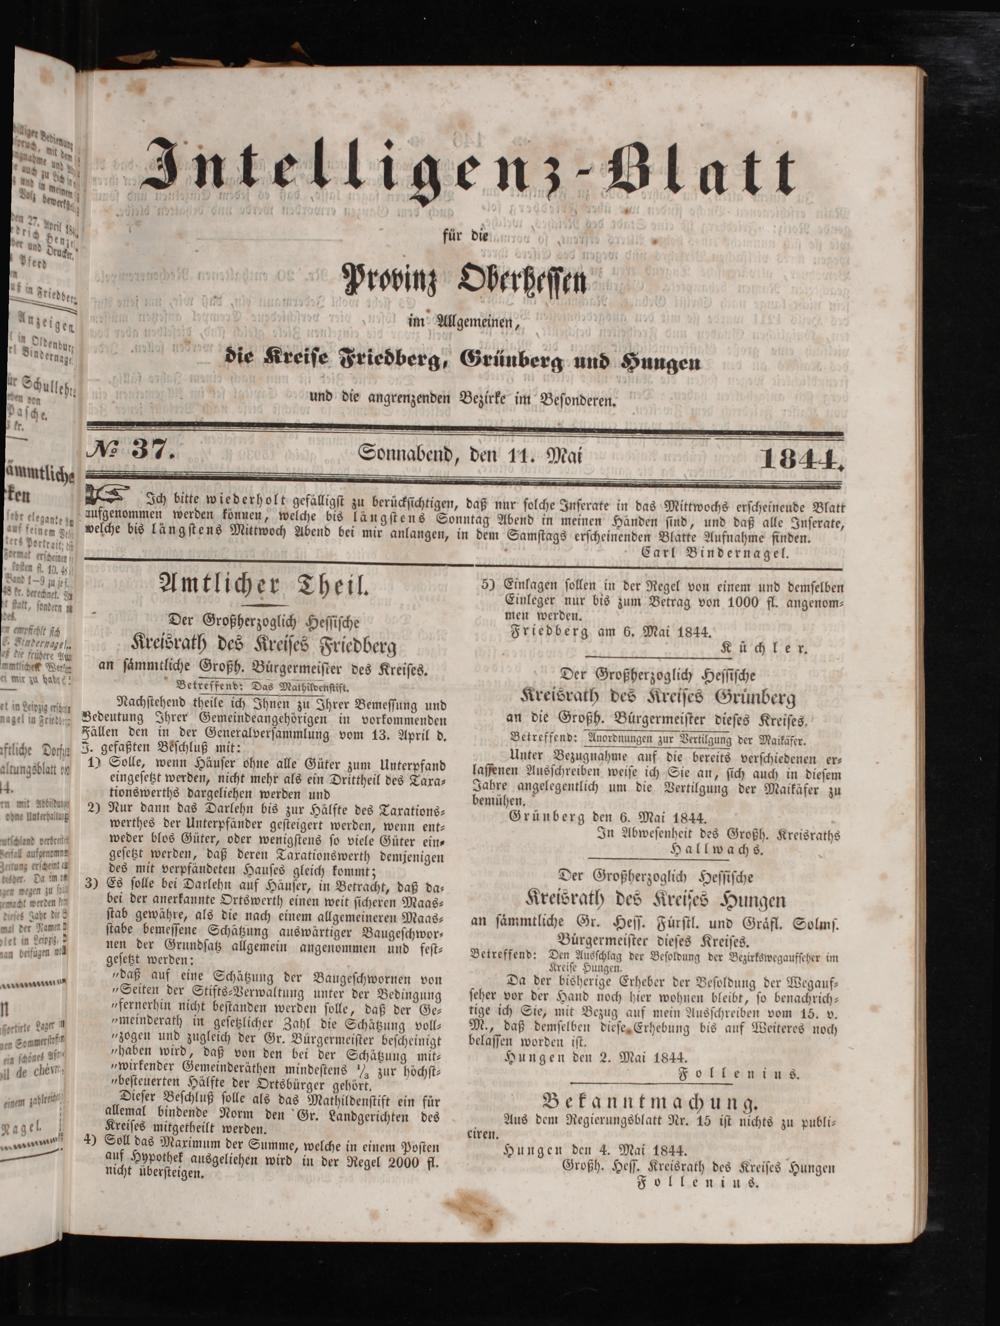 Intelligenz-Blatt
für die
Provinz Oberhessen
im Allgemeinen,
die Kreise Friedberg, Grünberg und Hungen
und die angrenzenden Bezirke im Besonderen.
№ 37.
Sonnabend, den 11. Mai
1844.
Ich bitte wiederholt gefälligst zu berücksichtigen, daß nur solche Inserate in das Mittwochs erscheinende Blatt
aufgenommen werden können, welche bis längstens Sonntag Abend in meinen Händen sind, und daß alle Inserate,
welche bis längstens Mittwoch Abend bei mir anlangen, in dem Samstags erscheinenden Blatte Aufnahme finden.
Carl Bindernagel.
Amtlicher Theil.
Der Großherzoglich Hessische
Kreisrath des Kreises Friedberg
an sämmtliche Großh. Bürgermeister des Kreises.
Betreffend: Das Mathildenstift.
Nachstehend theile ich Ihnen zu Ihrer Bemessung und
Bedeutung Ihrer Gemeindeangehörigen in vorkommenden
Fällen den in der Generalversammlung vom 13. April d.
J. gefaßten Beschluß mit:
1) Solle, wenn Häuser ohne alle Güter zum Unterpfand
eingesetzt werden, nicht mehr als ein Drittheil des Taxa-
tionswerths dargeliehen werden und
2) Nur dann das Darlehn bis zur Hälfte des Taxations-
werthes der Unterpfänder gesteigert werden, wenn ent-
weder blos Güter, oder wenigstens so viele Güter ein-
gesetzt werden, daß deren Taxationswerth demjenigen
des mit verpfändeten Hauses gleich kommt;
3) Es solle bei Darlehn auf Häuser, in Betracht, daß da-
bei der anerkannte Ortswerth einen weit sicheren Maas-
stab gewähre, als die nach einem allgemeineren Maas-
stabe bemessene Schätzung auswärtiger Baugeschwor-
nen der Grundsatz allgemein angenommen und fest-
gesetzt werden:
„daß auf eine Schätzung der Baugeschwornen von
„Seiten der Stifts-Verwaltung unter der Bedingung
„fernerhin nicht bestanden werden solle, daß der Ge-
„meinderath in gesetzlicher Zahl die Schätzung voll-
„zogen und zugleich der Gr. Bürgermeister bescheinigt
„haben wird, daß von den bei der Schätzung mit-
„wirkender Gemeinderäthen mindestens ⅓ zur höchst-
„besteuerten Hälfte der Ortsbürger gehört.
Dieser Beschluß solle als das Mathildenstift ein für
allemal bindende Norm den Gr. Landgerichten des
Kreises mitgetheilt werden.
4) Soll das Maximum der Summe, welche in einem Posten
auf Hypothek ausgeliehen wird in der Regel 2000 fl.
nicht übersteigen.
5) Einlagen sollen in der Regel von einem und demselben
Einleger nur bis zum Betrag von 1000 fl. angenom-
men werden.
Friedberg am 6. Mai 1844.
Küchler.
Der Großherzoglich Hessische
Kreisrath des Kreises Grünberg
an die Großh. Bürgermeister dieses Kreises.
Betreffend: Anordnungen zur Vertilgung der Maikäfer.
Unter Bezugnahme auf die bereits verschiedenen er-
lassenen Ausschreiben weise ich Sie an, sich auch in diesem
Jahre angelegentlich um die Vertilgung der Maikäfer zu
bemühen.
Grünberg den 6. Mai 1844.
In Abwesenheit des Großh. Kreisraths
Hallwachs.
Der Großherzoglich Hessische
Kreisrath des Kreises Hungen
an sämmtliche Gr. Hess. Fürstl. und Gräfl. Solms.
Bürgermeister dieses Kreises.
Betreffend: Den Ausschlag der Besoldung der Bezirkswegaufseher im
Kreise Hungen.
Da der bisherige Erheber der Besoldung der Wegauf-
seher vor der Hand noch hier wohnen bleibt, so benachrich-
tige ich Sie, mit Bezug auf mein Ausschreiben vom 15. v.
M., daß demselben diese Erhebung bis auf Weiteres noch
belassen worden ist.
Hungen den 2. Mai 1844.
Follenius.
Bekanntmachung.
Aus dem Regierungsblatt Nr. 15 ist nichts zu publi-
ciren.
Hungen den 4. Mai 1844.
Großh. Hess. Kreisrath des Kreises Hungen
Follenius.